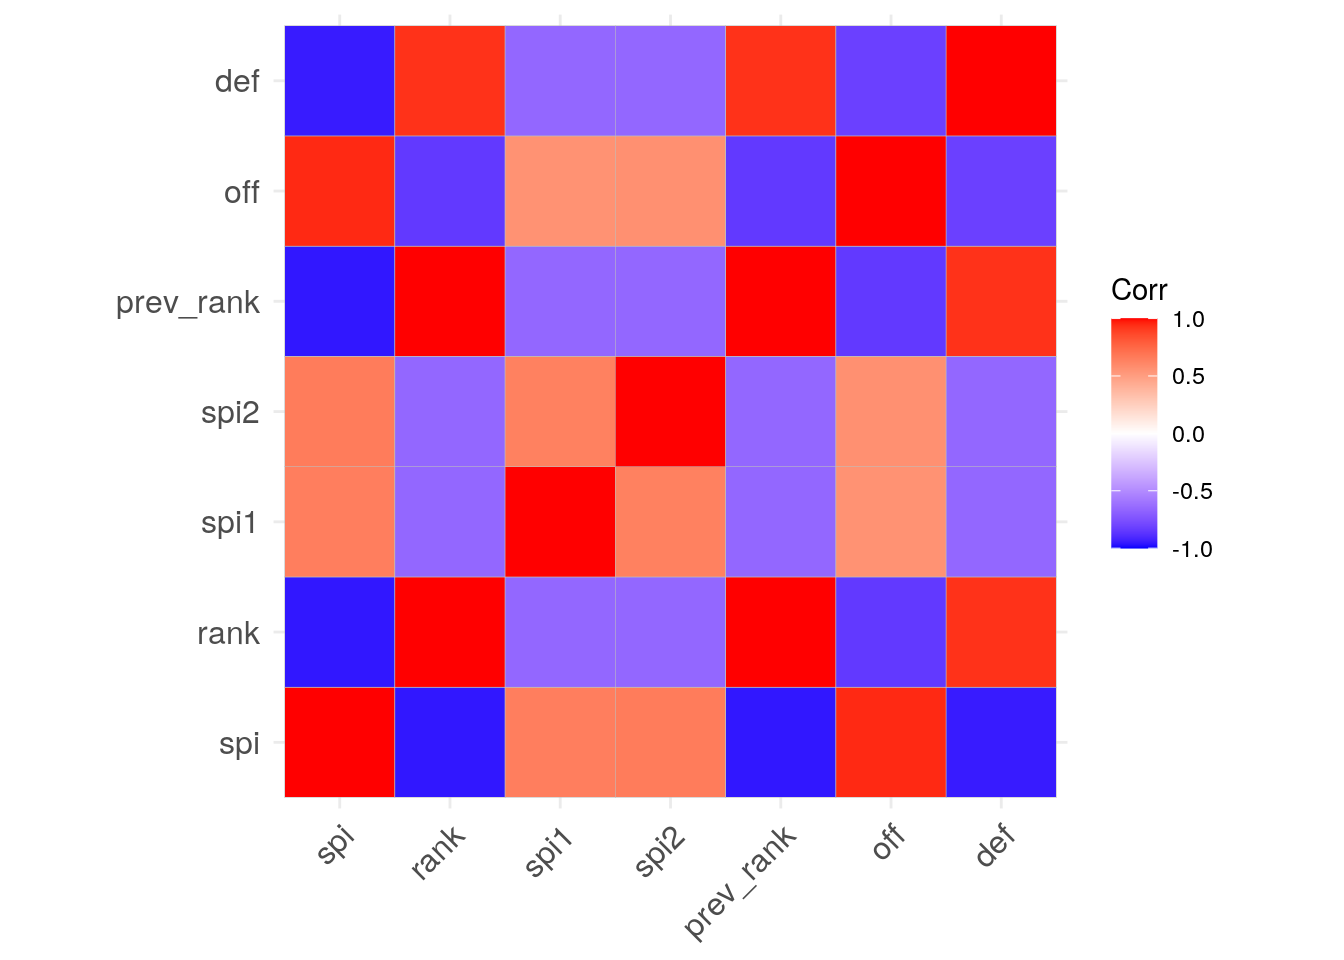 def
off
prev_rank
spi2
spi1
rank
spi
spi
rank
spi1
spi2
prev_rank
off
def
Corr
1.0
0.5
0.0
-0.5
-1.0